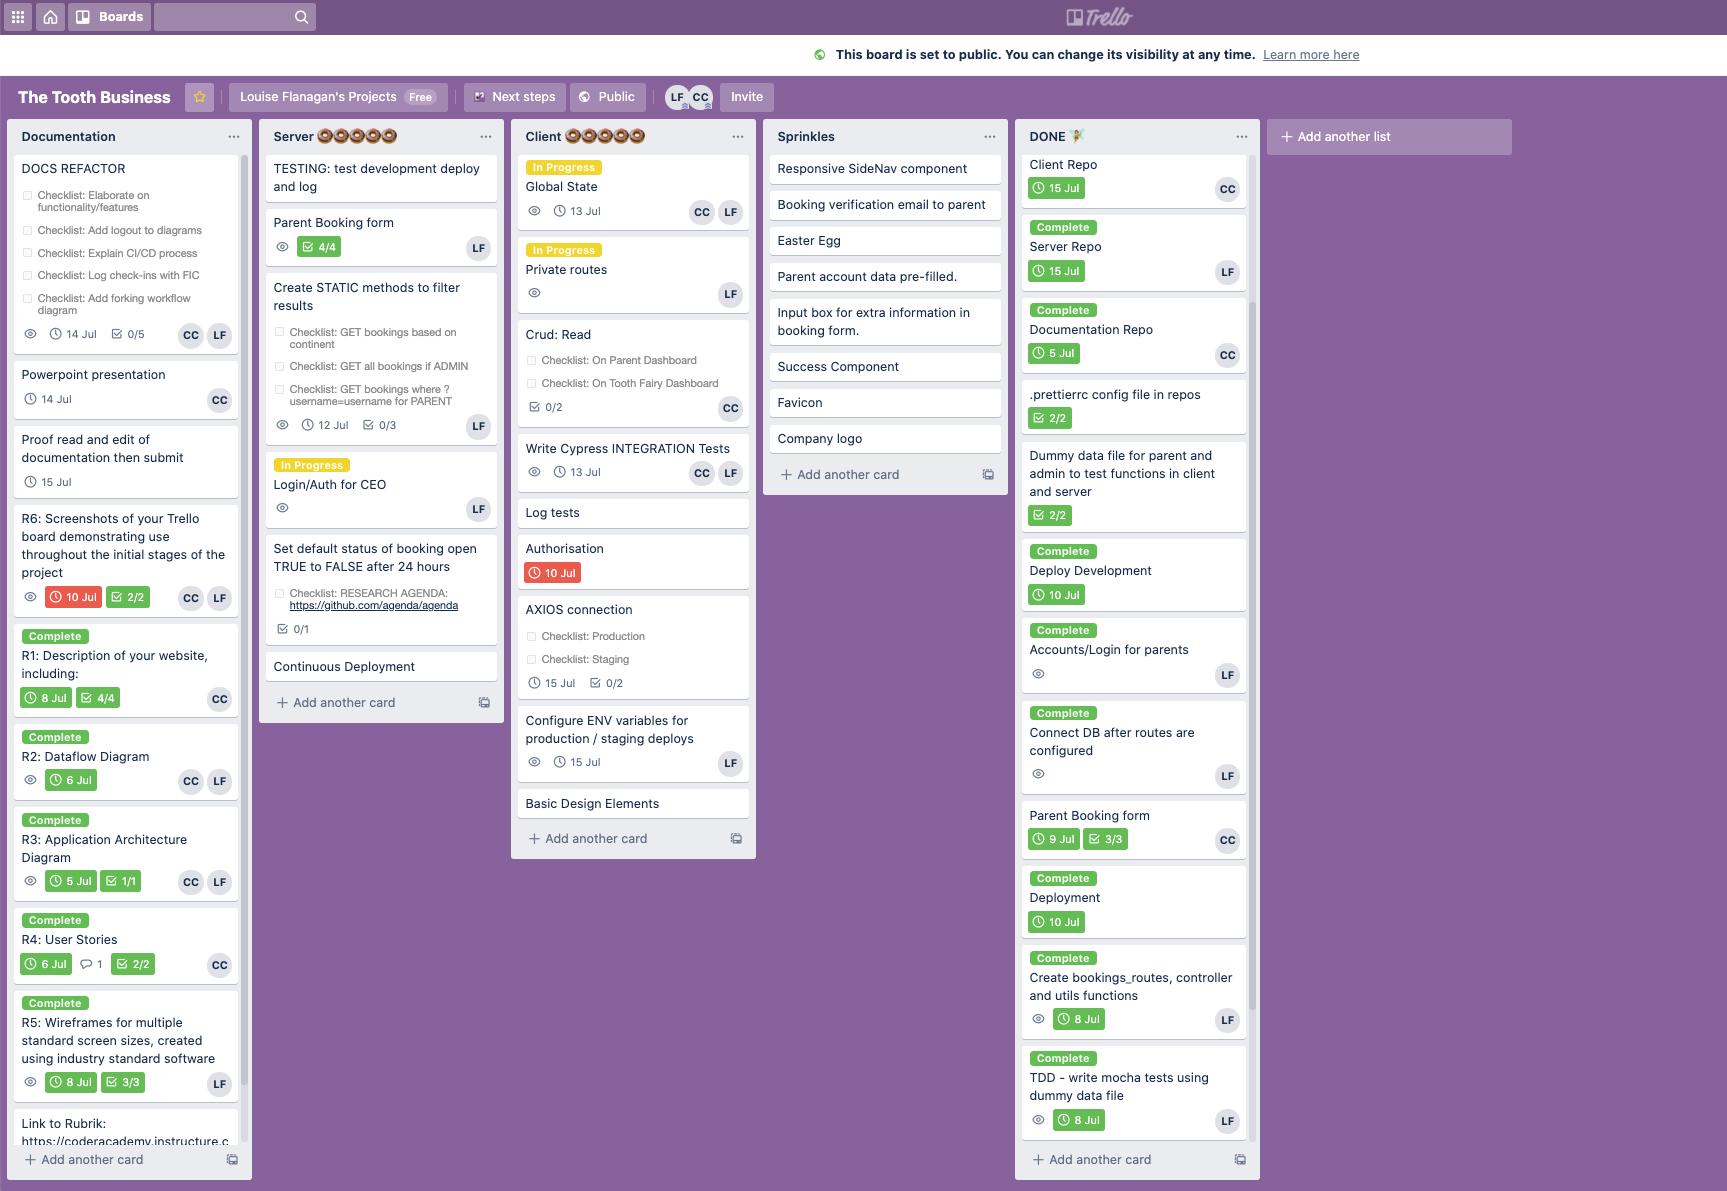 Boards
Trello
This board is set to public. You can change its visibility at any time. Learn more here
The Tooth Business
Louise Flanagan's Projects Free
Next steps
Public
LF CC
Invite
Documentation
DOCS REFACTOR
Checklist: Elaborate on
functionality/features
Checklist: Add logout to diagrams
Checklist: Explain CI/CD process
Checklist: Log check-ins with FIC
Checklist: Add forking workflow
diagram
14 Jul 0/5 CC LF
Powerpoint presentation
14 Jul CC
Proof read and edit of
documentation then submit
15 Jul
R6: Screenshots of your Trello
board demonstrating use
throughout the initial stages of the
project
10 Jul 2/2 CC LF
Complete
R1: Description of your website,
including:
8 Jul 4/4 CC
Complete
R2: Dataflow Diagram
6 Jul CC LF
Complete
R3: Application Architecture
Diagram
5 Jul 1/1 CC LF
Complete
R4: User Stories
6 Jul 1 2/2 CC
Complete
R5: Wireframes for multiple
standard screen sizes, created
using industry standard software
8 Jul 3/3 LF
Link to Rubrik:
https://coderacademy.instructure.c
+ Add another card
Server
TESTING: test development deploy
and log
Parent Booking form
4/4 LF
Create STATIC methods to filter
results
Checklist: GET bookings based on
continent
Checklist: GET all bookings if ADMIN
Checklist: GET bookings where ?
username=username for PARENT
12 Jul 0/3 LF
In Progress
Login/Auth for CEO
LF
Set default status of booking open
TRUE to FALSE after 24 hours
Checklist: RESEARCH AGENDA:
https://github.com/agenda/agenda
0/1
Continuous Deployment
+ Add another card
Client
In Progress
Global State
13 Jul CC LF
In Progress
Private routes
LF
Crud: Read
Checklist: On Parent Dashboard
Checklist: On Tooth Fairy Dashboard
0/2 CC
Write Cypress INTEGRATION Tests
13 Jul CC LF
Log tests
Authorisation
10 Jul
AXIOS connection
Checklist: Production
Checklist: Staging
15 Jul 0/2
Configure ENV variables for
production / staging deploys
15 Jul LF
Basic Design Elements
+ Add another card
Sprinkles
Responsive SideNav component
Booking verification email to parent
Easter Egg
Parent account data pre-filled.
Input box for extra information in
booking form.
Success Component
Favicon
Company logo
+ Add another card
DONE
Client Repo
15 Jul CC
Complete
Server Repo
15 Jul LF
Complete
Documentation Repo
5 Jul CC
.prettierrc config file in repos
2/2
Dummy data file for parent and
admin to test functions in client
and server
2/2
Complete
Deploy Development
10 Jul
Complete
Accounts/Login for parents
LF
Complete
Connect DB after routes are
configured
LF
Parent Booking form
9 Jul 3/3 CC
Complete
Deployment
10 Jul
Complete
Create bookings_routes, controller
and utils functions
8 Jul LF
Complete
TDD - write mocha tests using
dummy data file
8 Jul LF
+ Add another card
+ Add another list